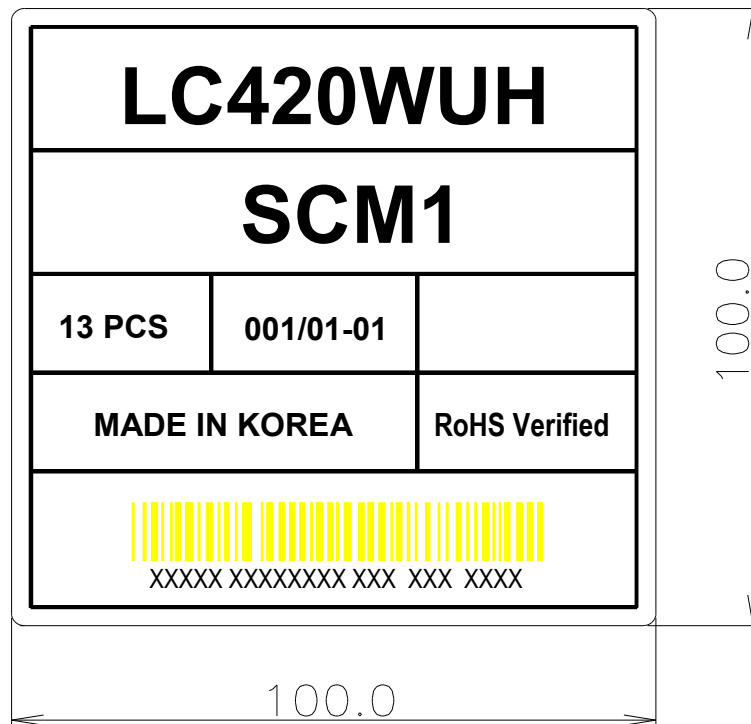 LC420WUH
SCM1
13 PCS 001/01-01
MADE IN KOREA RoHS Verified
XXXXX XXXXXXXX XXX XXX XXXX
100.0
100.0